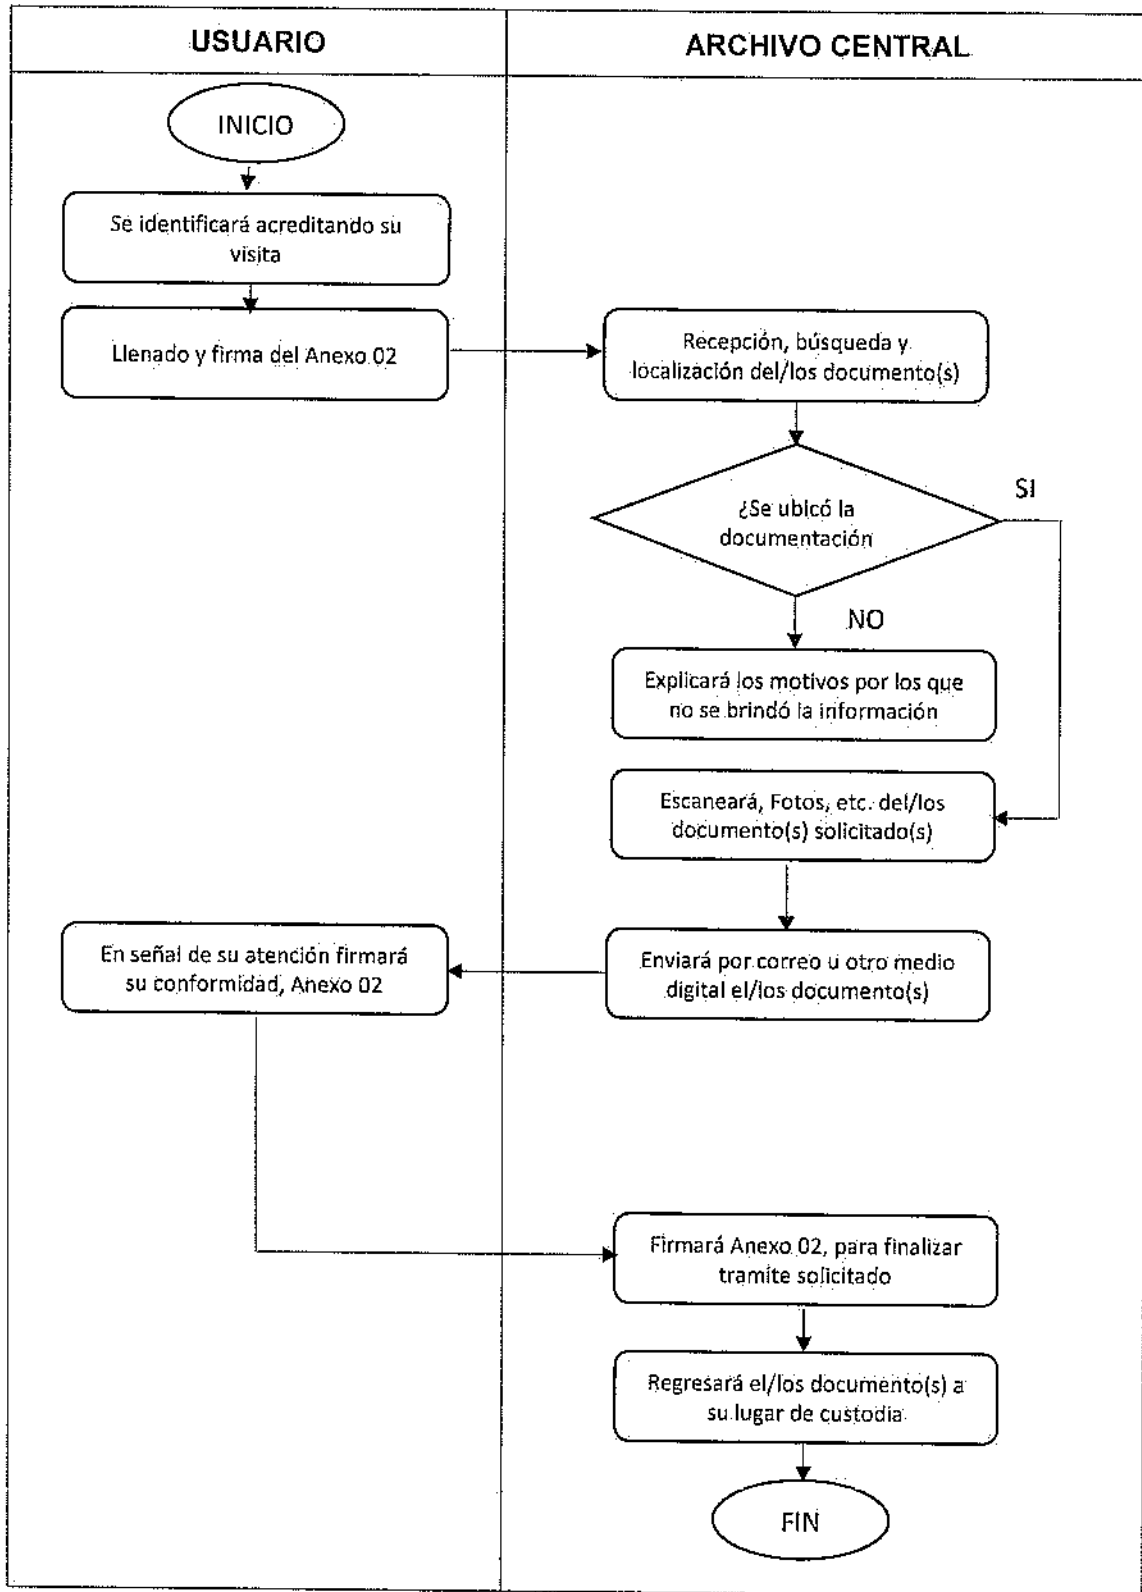 USUARIO
ARCHIVO CENTRAL
INICIO
Se identificará acreditando su
visita
Llenado y firma del Anexo 02
Recepción, búsqueda y
localización del/los documento(s)
¿Se ubicó la
documentación
SI
NO
Explicará los motivos por los que
no se brindó la información
Escaneará, Fotos, etc. del/los
documento(s) solicitado(s)
Enviará por correo u otro medio
digital el/los documento(s)
En señal de su atención firmará
su conformidad, Anexo 02
Firmará Anexo 02, para finalizar
tramite solicitado
Regresará el/los documento(s) a
su lugar de custodia
FIN